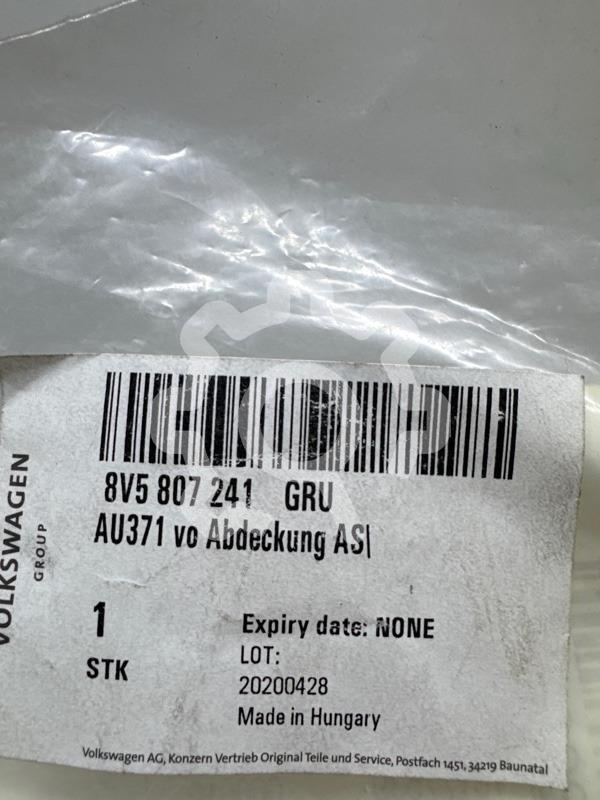 VOLKSWAGEN
GROUP
8V5 807 241 GRU
AU371 vo Abdeckung AS|
1
STK
Expiry date: NONE
LOT:
20200428
Made in Hungary
Volkswagen AG, Konzern Vertrieb Original Teile und Service, Postfach 1451, 34219 Baunatal